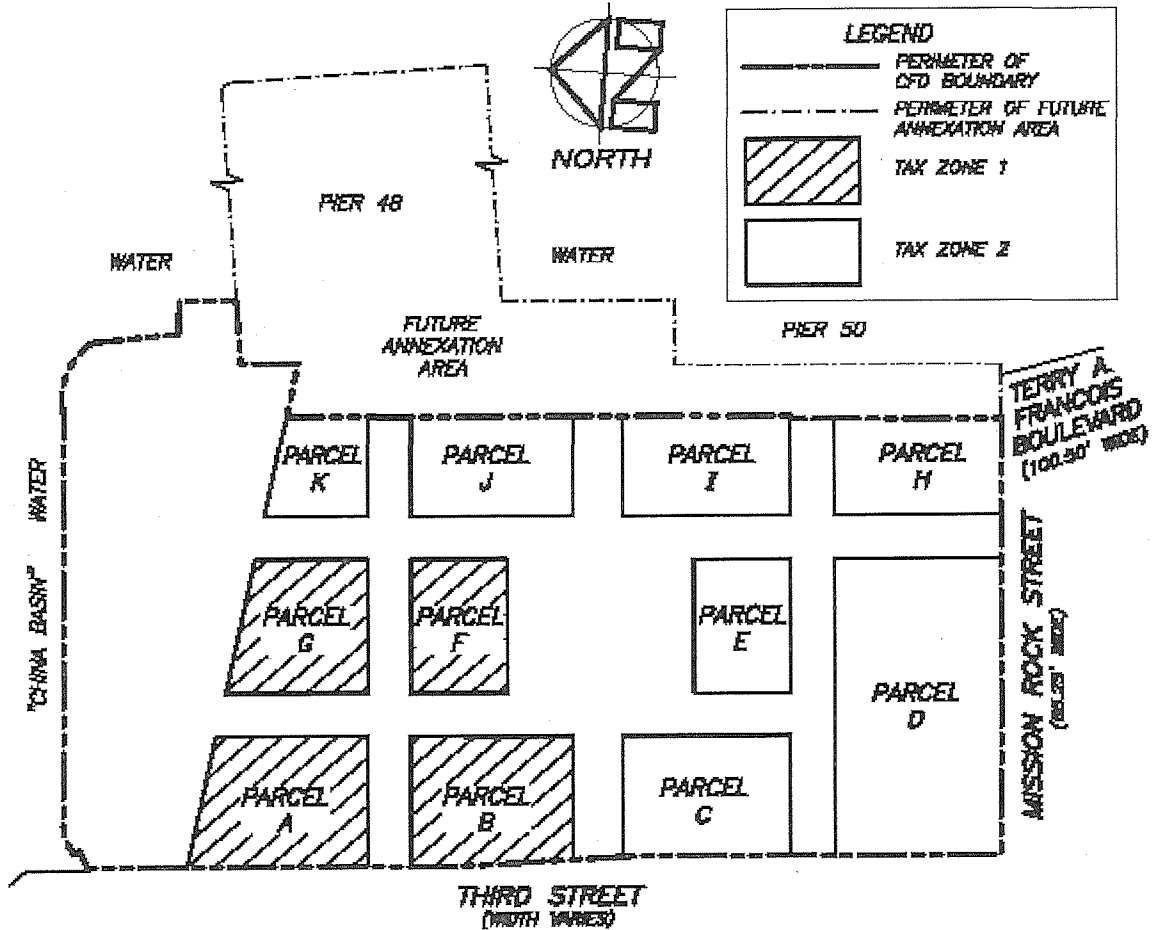 LEGEND
PERIMETER OF
CFD BOUNDARY
PERIMETER OF FUTURE
ANNEXATION AREA
TAX ZONE 1
TAX ZONE 2
NORTH
PIER 48
WATER
WATER
FUTURE
ANNEXATION
AREA
PIER 50
TERRY A.
FRANCOIS
BOULEVARD
(100.50' WIDE)
PARCEL
K
PARCEL
J
PARCEL
I
PARCEL
H
WATER
"CHINA BASIN"
PARCEL
G
PARCEL
F
PARCEL
E
PARCEL
D
MISSION ROCK STREET
WIDE)
PARCEL
A
PARCEL
B
PARCEL
C
THIRD STREET
(WIDTH VARIES)